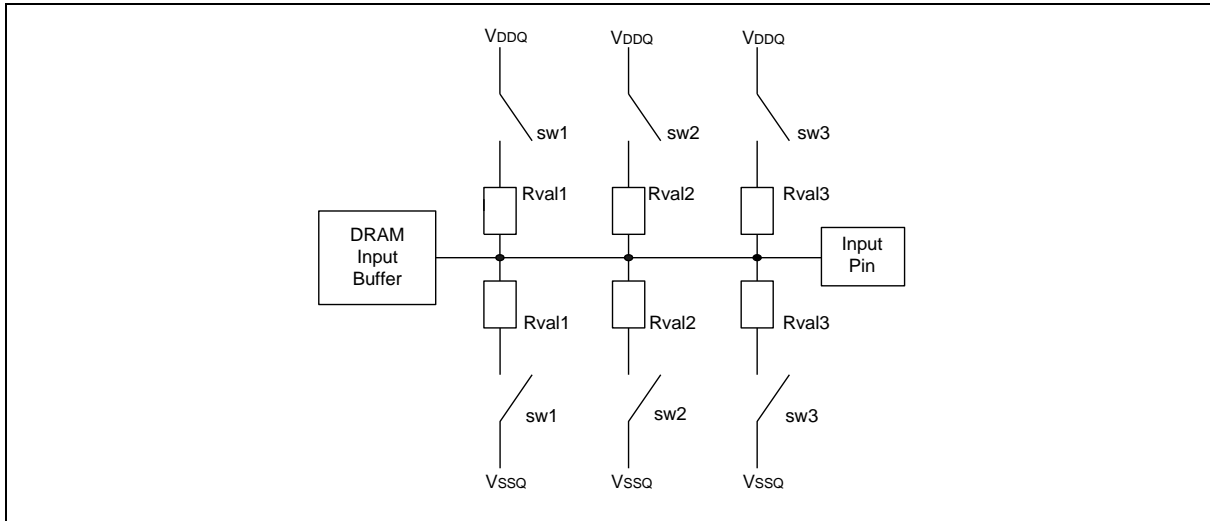 VDDQ VDDQ VDDQ
sw1 sw2 sw3
Rval1 Rval2 Rval3
DRAM
Input
Buffer
Input
Pin
Rval1 Rval2 Rval3
sw1 sw2 sw3
VSSQ VSSQ VSSQ